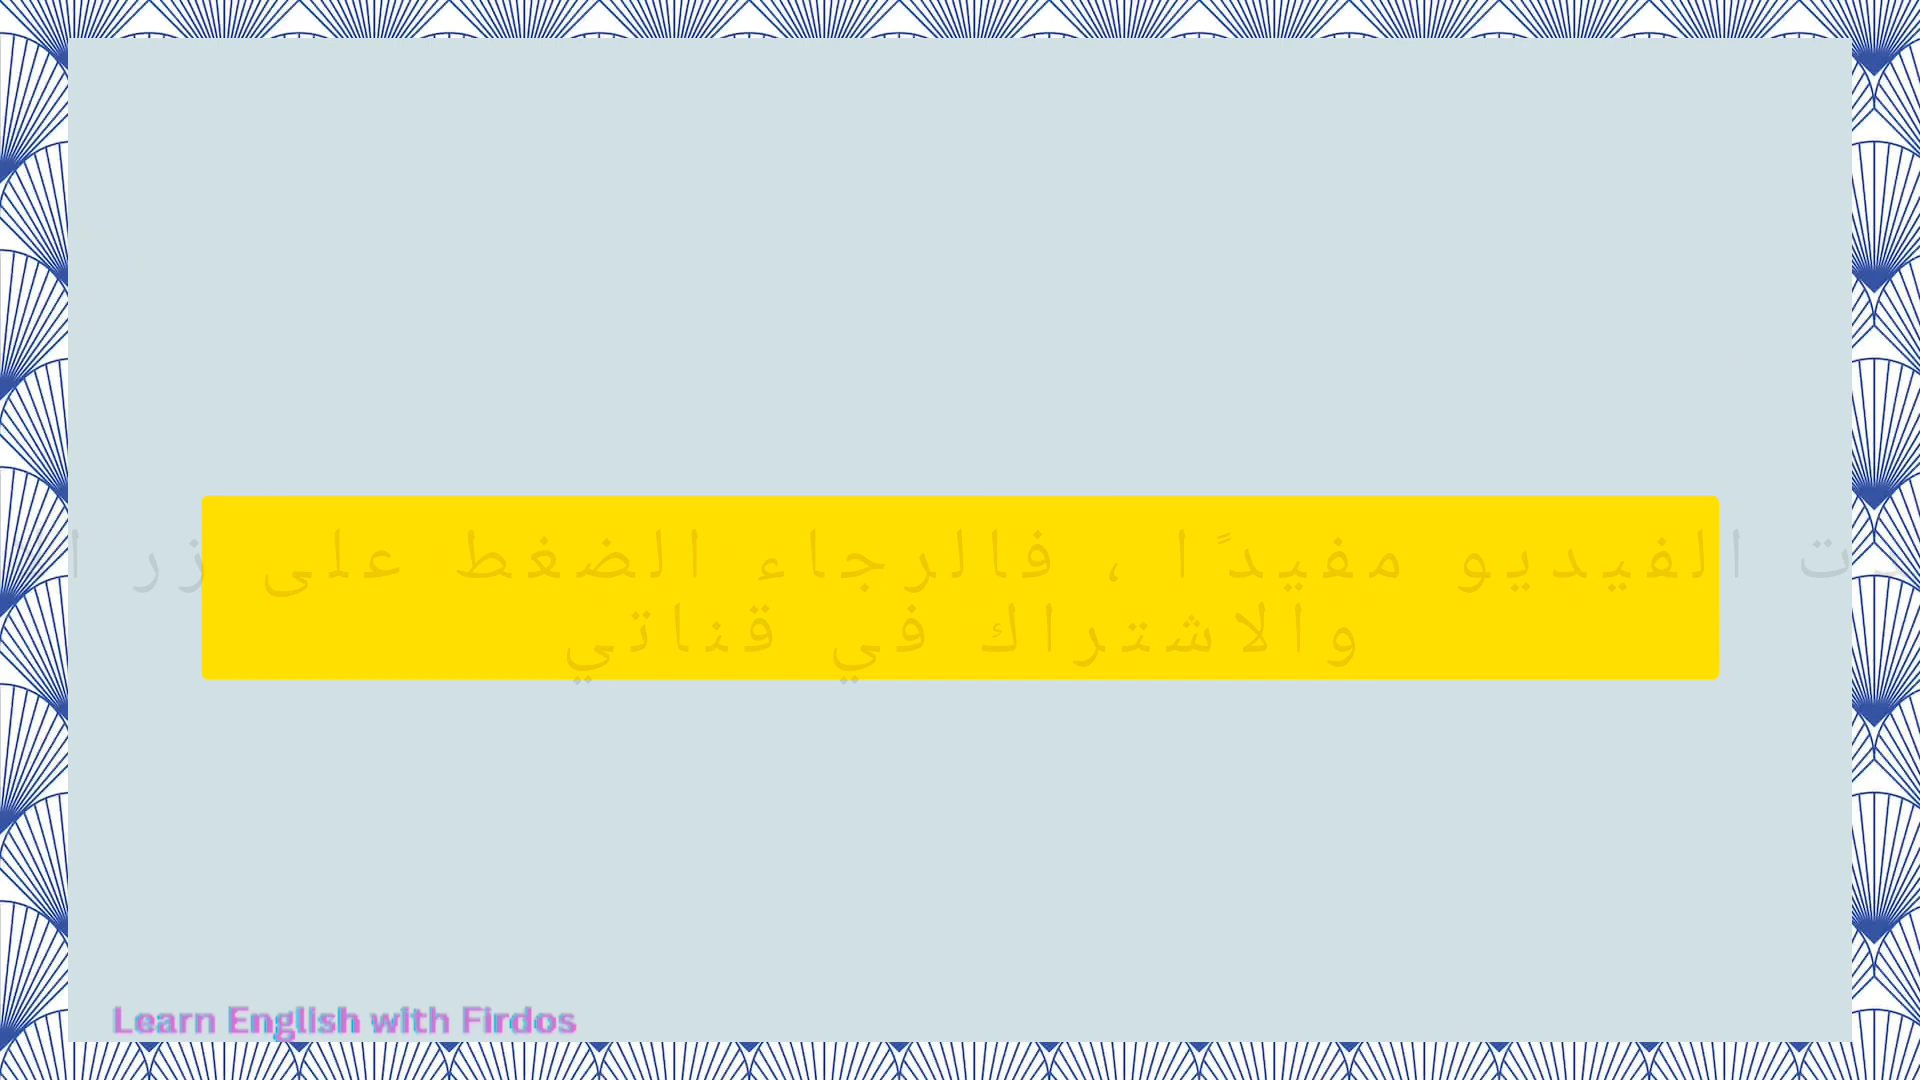 الفيديو مفيدًا ، فالرجاء الضغط على زر
والاشتراك في قناتي
Learn English with Firdos